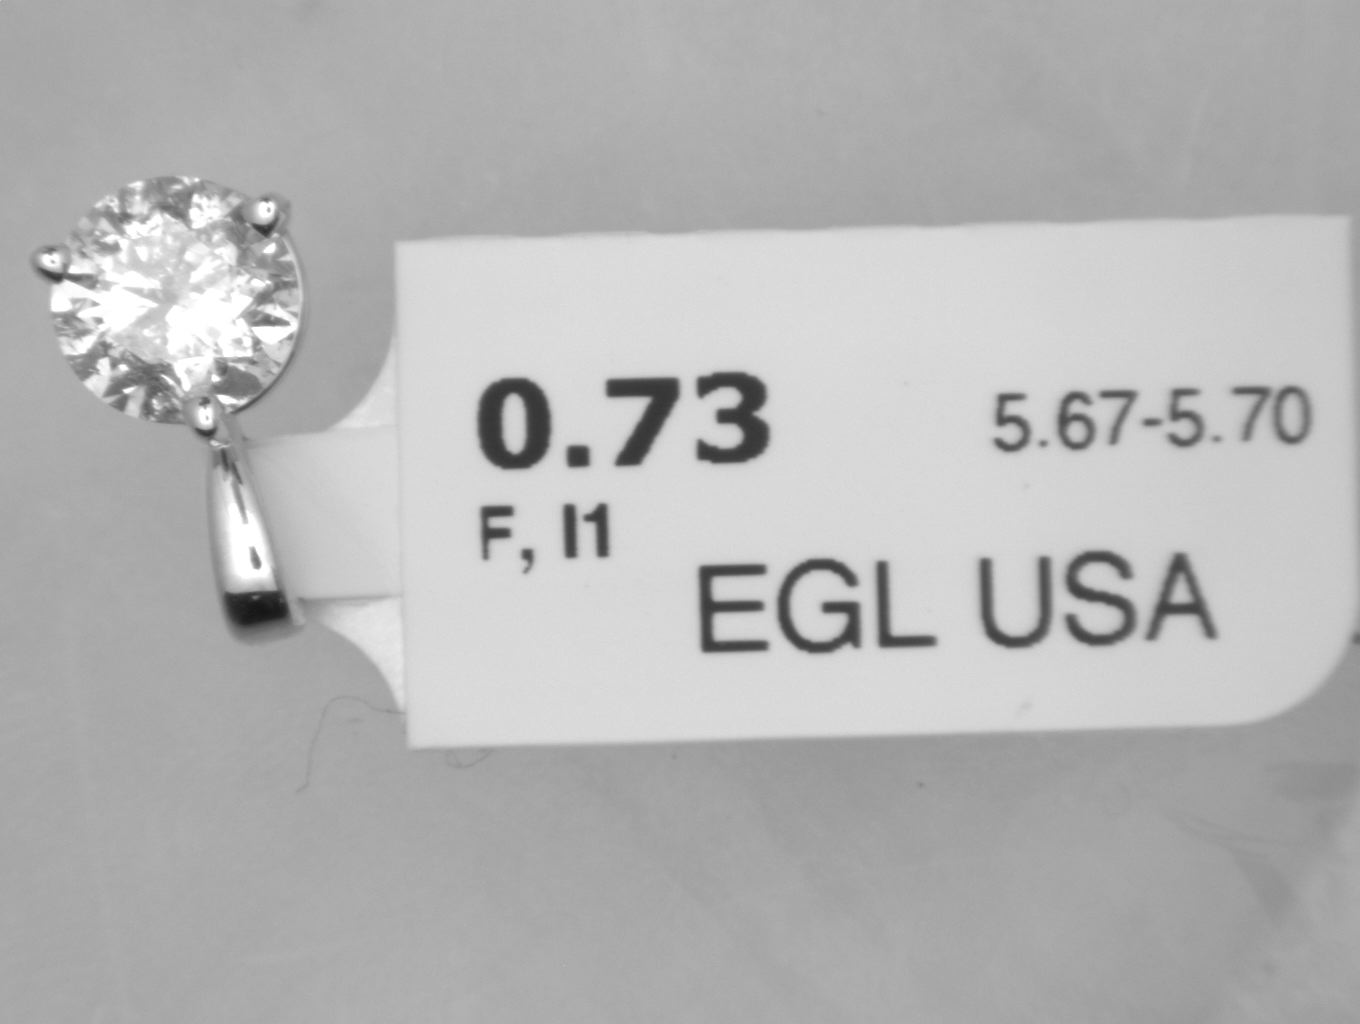 0.73 5.67-5.70
F, I1
EGL USA